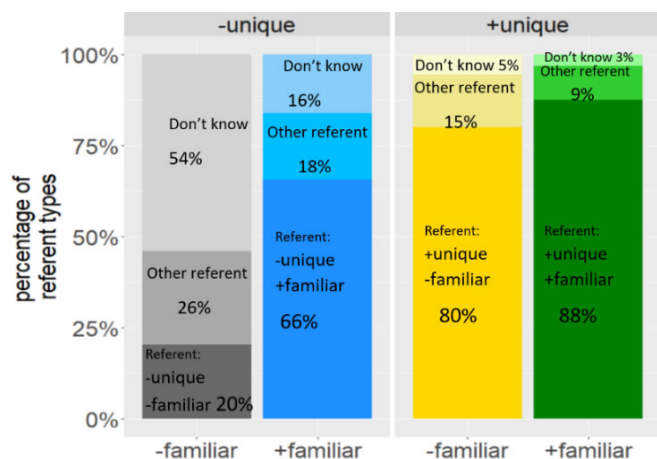 -unique
+unique
percentage of
referent types
100%
75%
50%
25%
0%
Don't know
54%
Other referent
26%
Referent:
-unique
-familiar 20%
Don't know
16%
Other referent
18%
Referent:
-unique
+familiar
66%
Don't know 5%
Other referent
15%
Referent:
+unique
-familiar
80%
Don't know 3%
Other referent
9%
Referent:
+unique
+familiar
88%
-familiar
+familiar
-familiar
+familiar